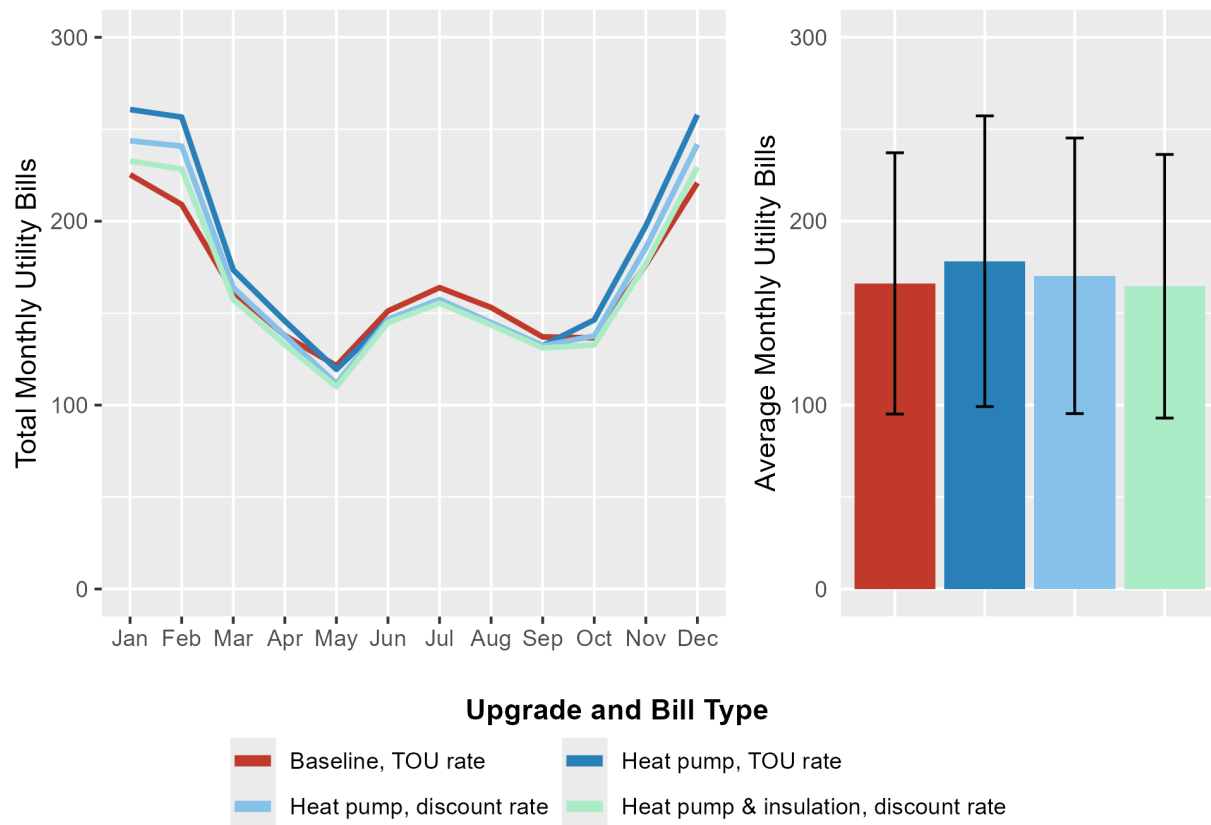 Total Monthly Utility Bills
300
200
100
0
Jan Feb Mar Apr May Jun Jul Aug Sep Oct Nov Dec
Average Monthly Utility Bills
300
200
100
0
Upgrade and Bill Type
Baseline, TOU rate
Heat pump, TOU rate
Heat pump, discount rate
Heat pump & insulation, discount rate